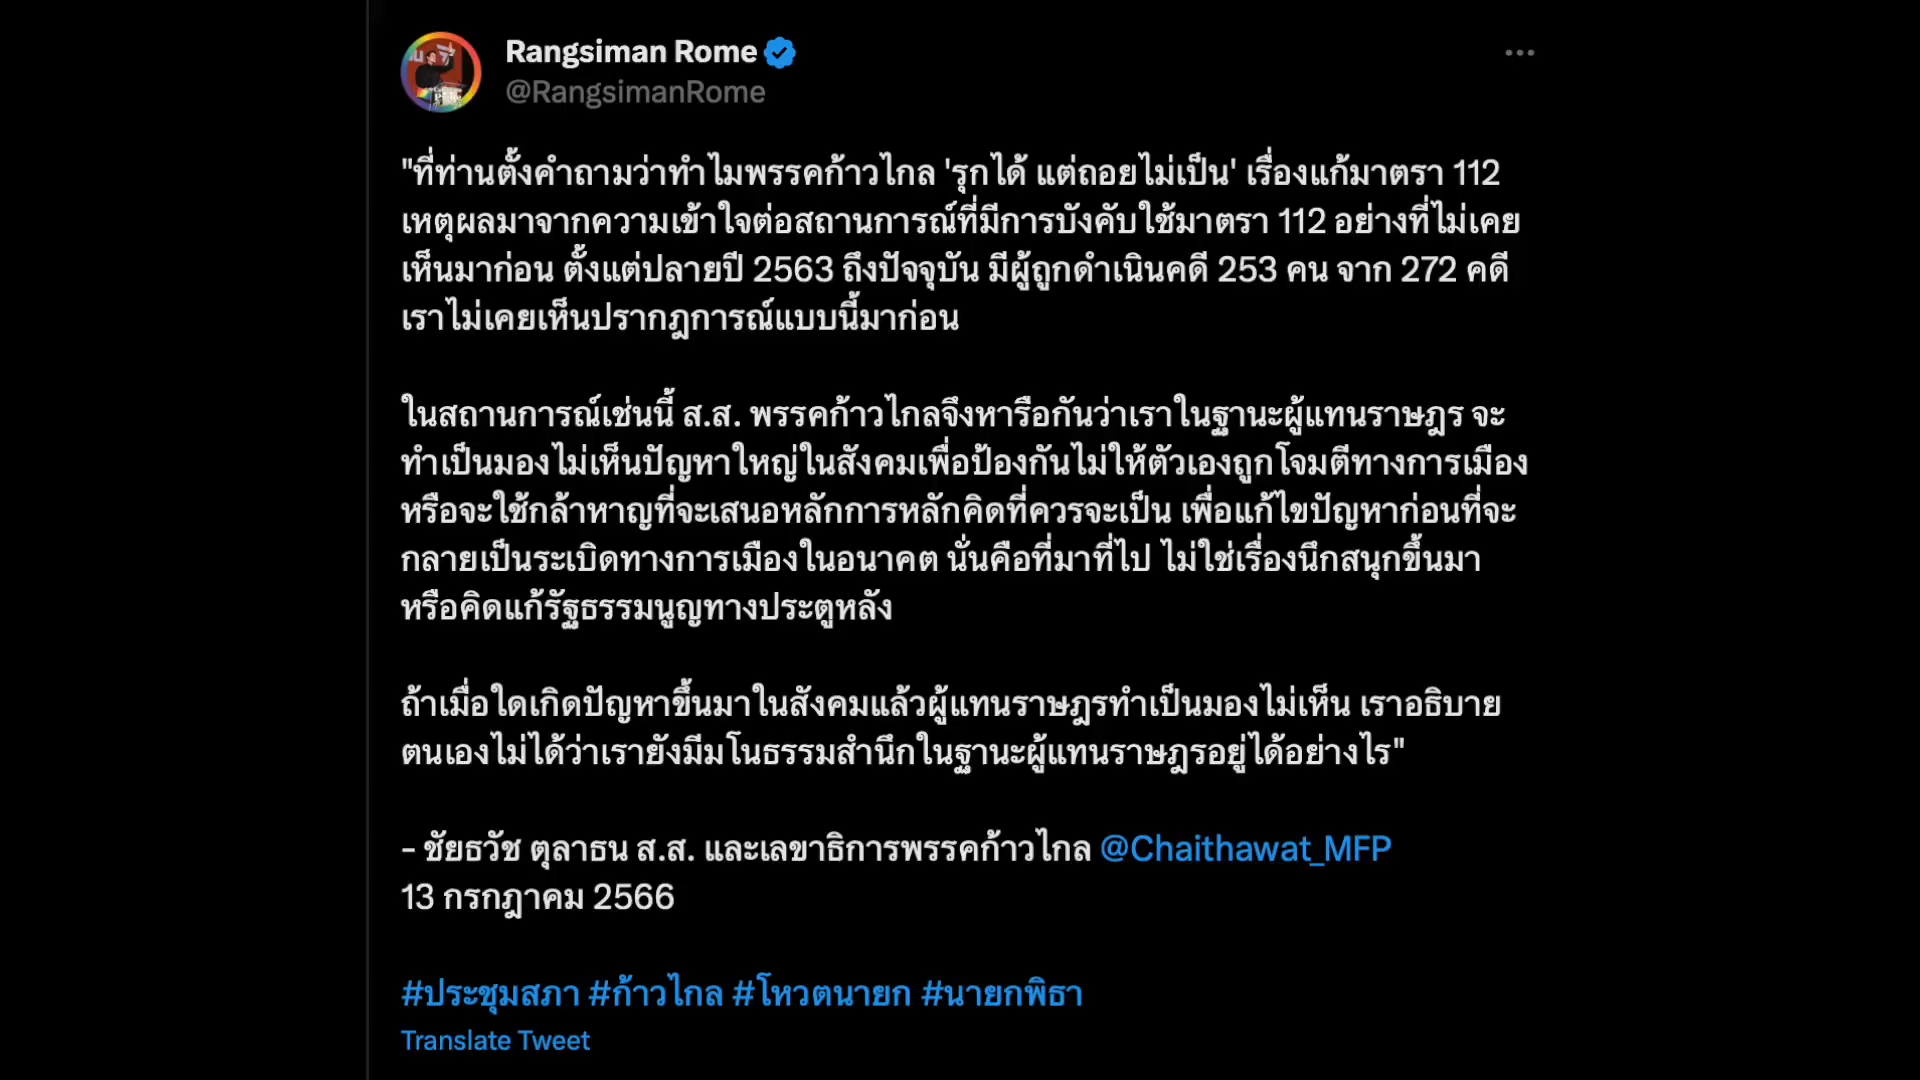 Rangsiman Rome
@RangsimanRome
"ที่ท่านตั้งคำถามว่าทำไมพรรคก้าวไกล 'รุกได้ แต่ถอยไม่เป็น' เรื่องแก้มาตรา 112
เหตุผลมาจากความเข้าใจต่อสถานการณ์ที่มีการบังคับใช้มาตรา 112 อย่างที่ไม่เคย
เห็นมาก่อน ตั้งแต่ปลายปี 2563 ถึงปัจจุบัน มีผู้ถูกดำเนินคดี 253 คน จาก 272 คดี
เราไม่เคยเห็นปรากฏการณ์แบบนี้มาก่อน
ในสถานการณ์เช่นนี้ ส.ส. พรรคก้าวไกลจึงหารือกันว่าเราในฐานะผู้แทนราษฎร จะ
ทำเป็นมองไม่เห็นปัญหาใหญ่ในสังคมเพื่อป้องกันไม่ให้ตัวเองถูกโจมตีทางการเมือง
หรือจะใช้กล้าหาญที่จะเสนอหลักการหลักคิดที่ควรจะเป็น เพื่อแก้ไขปัญหาก่อนที่จะ
กลายเป็นระเบิดทางการเมืองในอนาคต นั่นคือที่มาที่ไป ไม่ใช่เรื่องนึกสนุกขึ้นมา
หรือคิดแก้รัฐธรรมนูญทางประตูหลัง
ถ้าเมื่อใดเกิดปัญหาขึ้นมาในสังคมแล้วผู้แทนราษฎรทำเป็นมองไม่เห็น เราอธิบาย
ตนเองไม่ได้ว่าเรายังมีมโนธรรมสำนึกในฐานะผู้แทนราษฎรอยู่ได้อย่างไร"
- ชัยธวัช ตุลาธน ส.ส. และเลขาธิการพรรคก้าวไกล @Chaithawat_MFP
13 กรกฎาคม 2566
#ประชุมสภา #ก้าวไกล #โหวตนายก #นายกพิธา
Translate Tweet